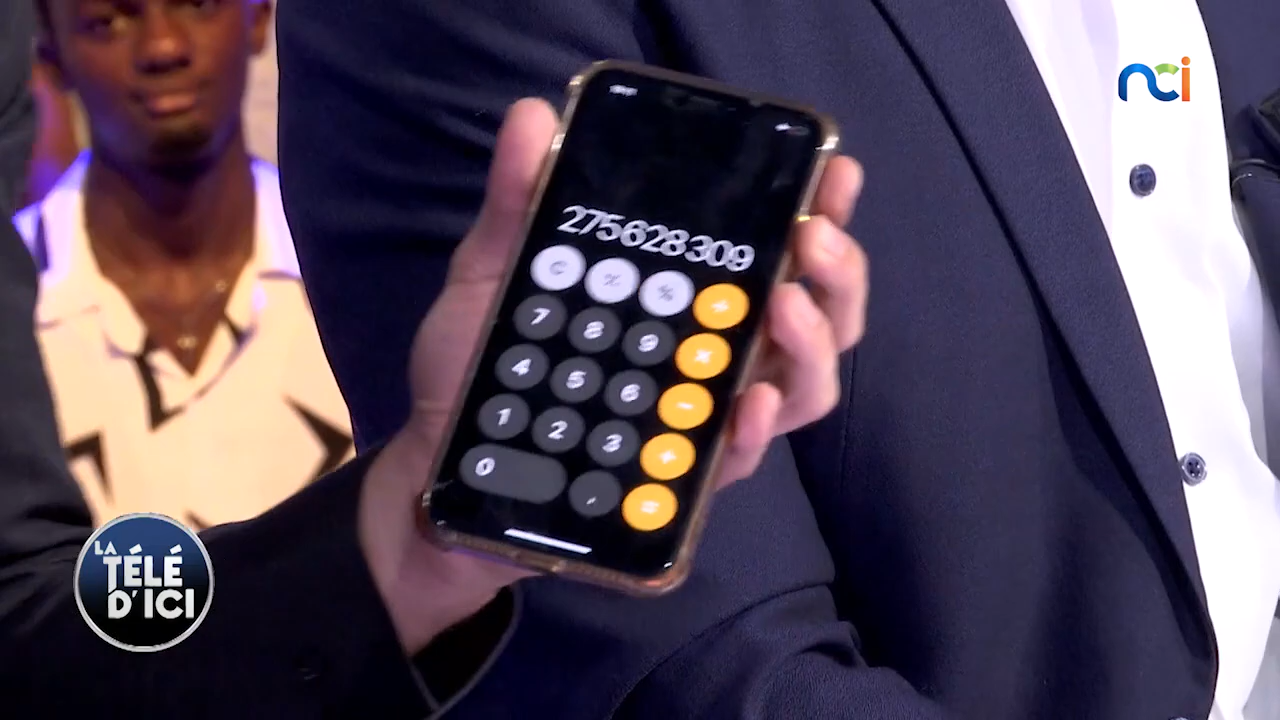 nci
275628309
C
%
7 8 9 ×
4 5 6 −
1 2 3 +
0 , =
LA
TÉLÉ
D'ICI